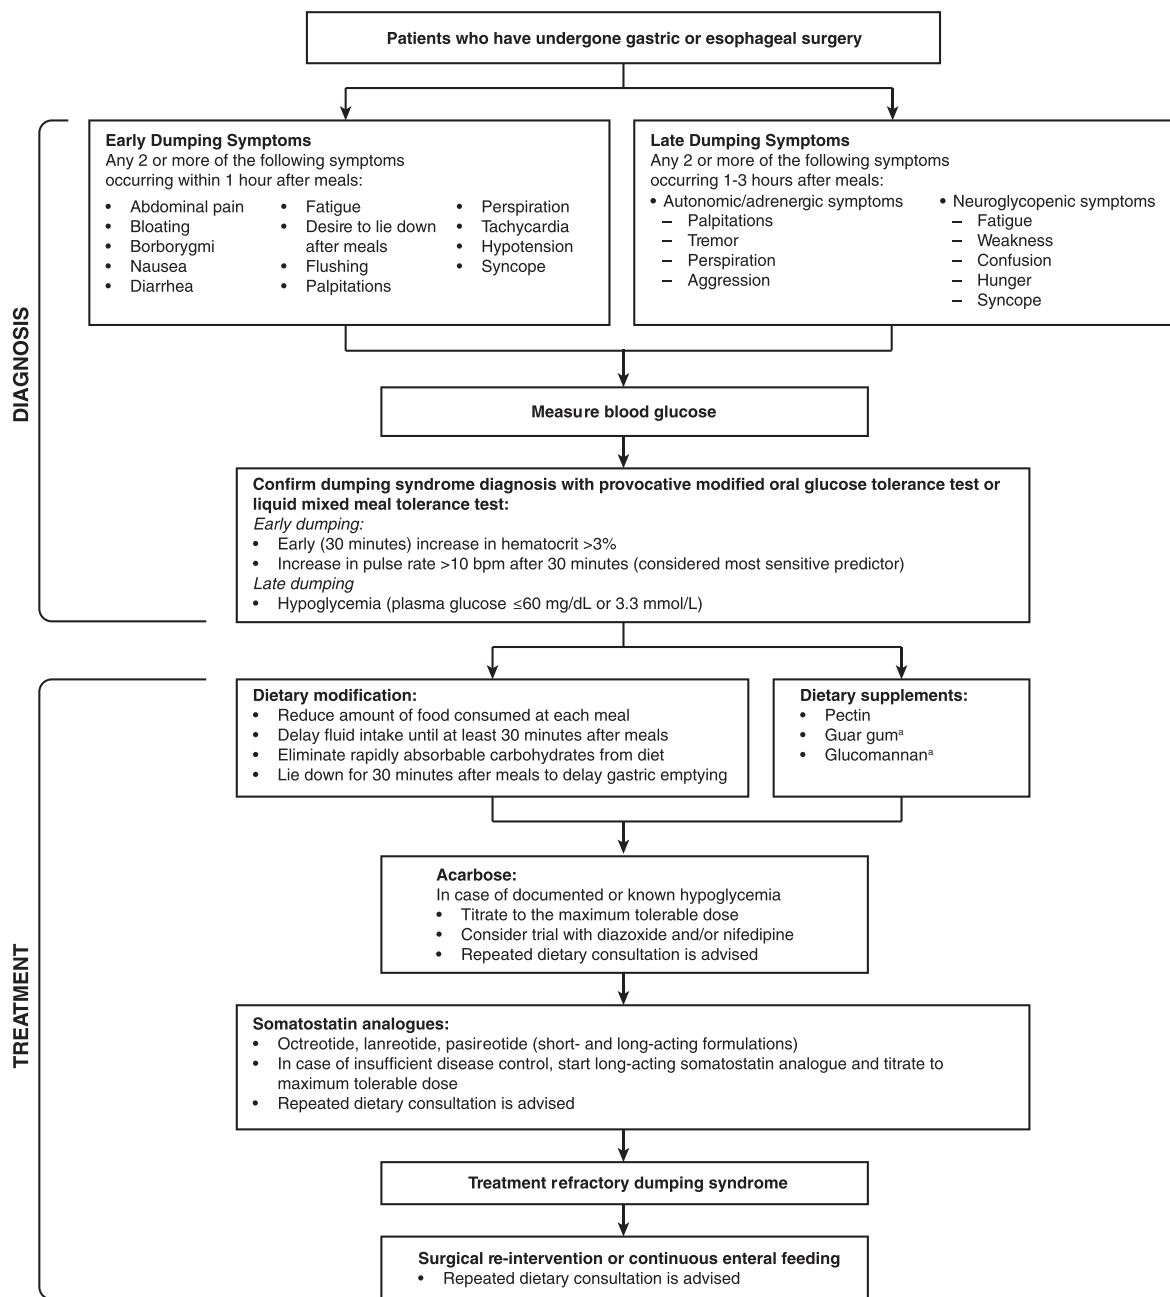 Patients who have undergone gastric or esophageal surgery
DIAGNOSIS
Early Dumping Symptoms
Any 2 or more of the following symptoms
occurring within 1 hour after meals:
• Abdominal pain
• Bloating
• Borborygmi
• Nausea
• Diarrhea
• Fatigue
• Desire to lie down
after meals
• Flushing
• Palpitations
• Perspiration
• Tachycardia
• Hypotension
• Syncope
Late Dumping Symptoms
Any 2 or more of the following symptoms
occurring 1-3 hours after meals:
• Autonomic/adrenergic symptoms
– Palpitations
– Tremor
– Perspiration
– Aggression
• Neuroglycopenic symptoms
– Fatigue
– Weakness
– Confusion
– Hunger
– Syncope
Measure blood glucose
Confirm dumping syndrome diagnosis with provocative modified oral glucose tolerance test or
liquid mixed meal tolerance test:
Early dumping:
• Early (30 minutes) increase in hematocrit >3%
• Increase in pulse rate >10 bpm after 30 minutes (considered most sensitive predictor)
Late dumping
• Hypoglycemia (plasma glucose ≤60 mg/dL or 3.3 mmol/L)
TREATMENT
Dietary modification:
• Reduce amount of food consumed at each meal
• Delay fluid intake until at least 30 minutes after meals
• Eliminate rapidly absorbable carbohydrates from diet
• Lie down for 30 minutes after meals to delay gastric emptying
Dietary supplements:
• Pectin
• Guar gumᵃ
• Glucomannanᵃ
Acarbose:
In case of documented or known hypoglycemia
• Titrate to the maximum tolerable dose
• Consider trial with diazoxide and/or nifedipine
• Repeated dietary consultation is advised
Somatostatin analogues:
• Octreotide, lanreotide, pasireotide (short- and long-acting formulations)
• In case of insufficient disease control, start long-acting somatostatin analogue and titrate to
maximum tolerable dose
• Repeated dietary consultation is advised
Treatment refractory dumping syndrome
Surgical re-intervention or continuous enteral feeding
• Repeated dietary consultation is advised